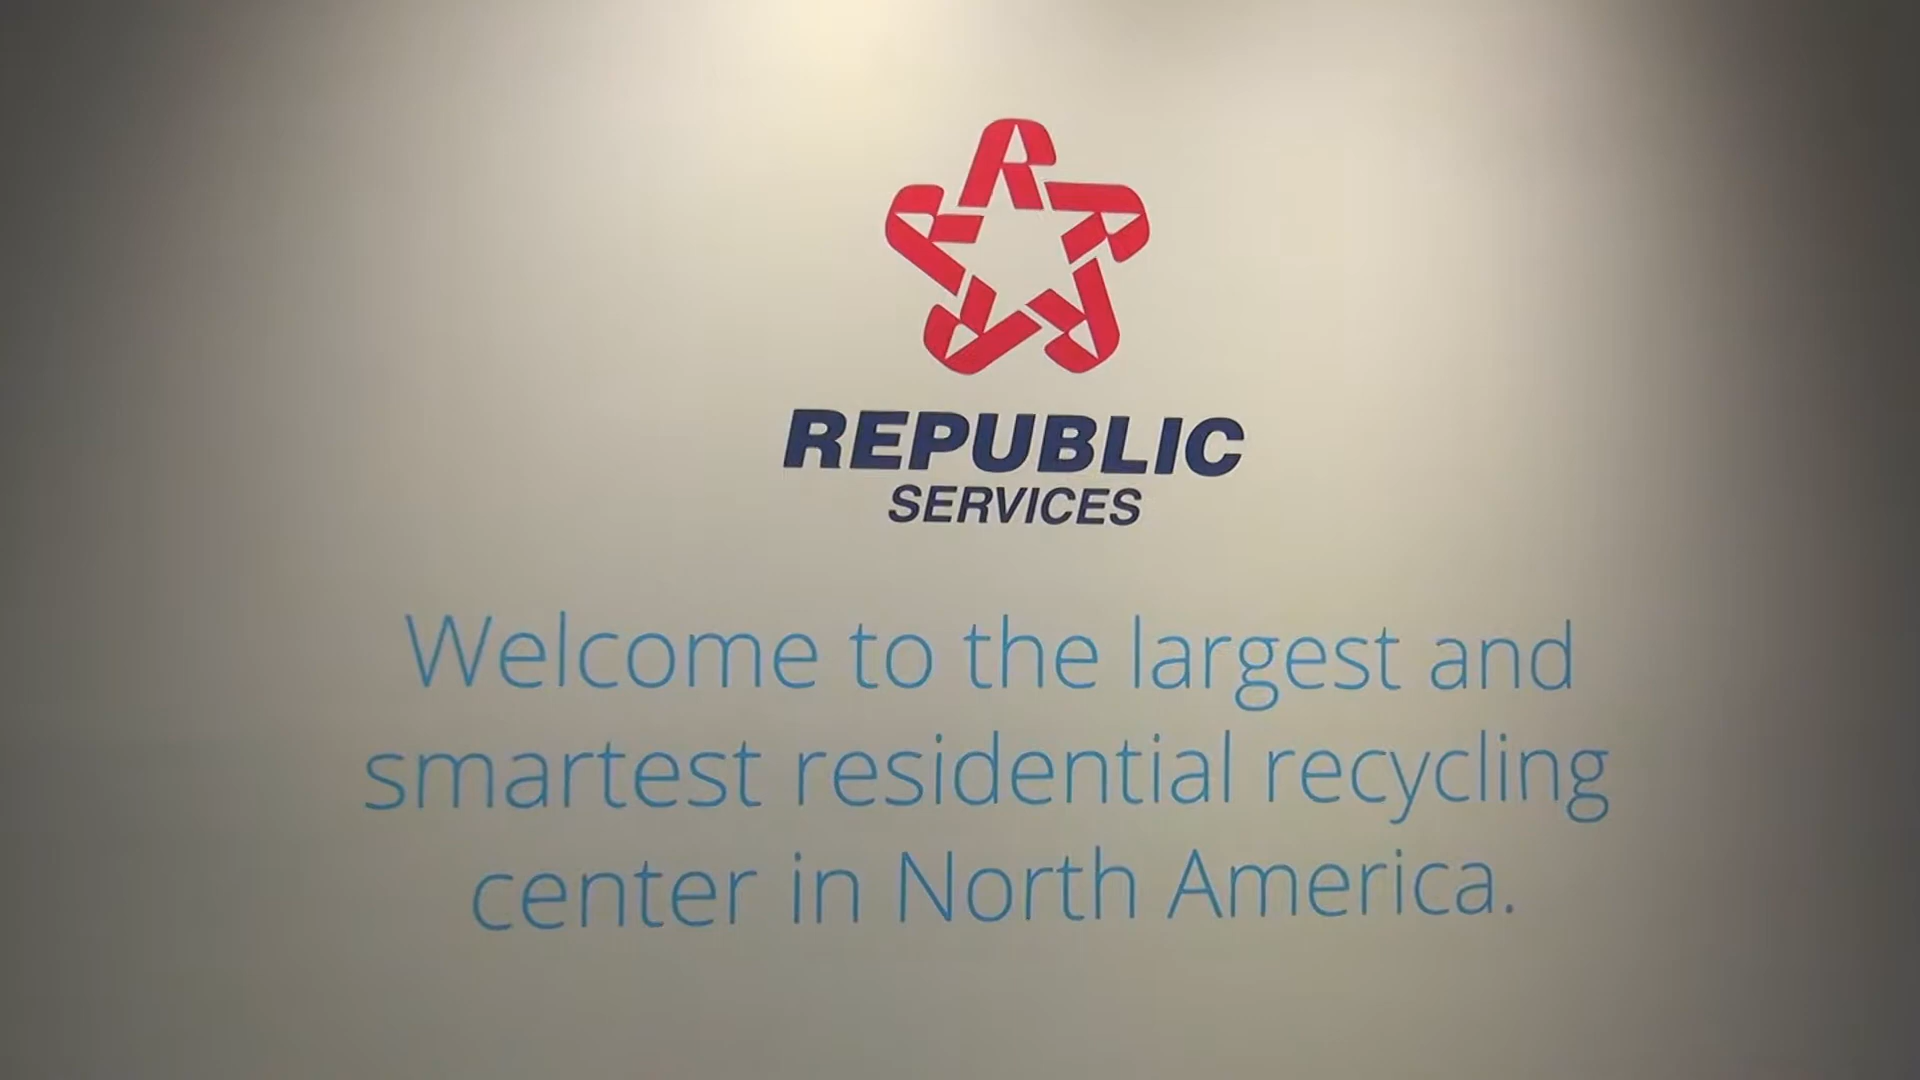 REPUBLIC
SERVICES
Welcome to the largest and
smartest residential recycling
center in North America.